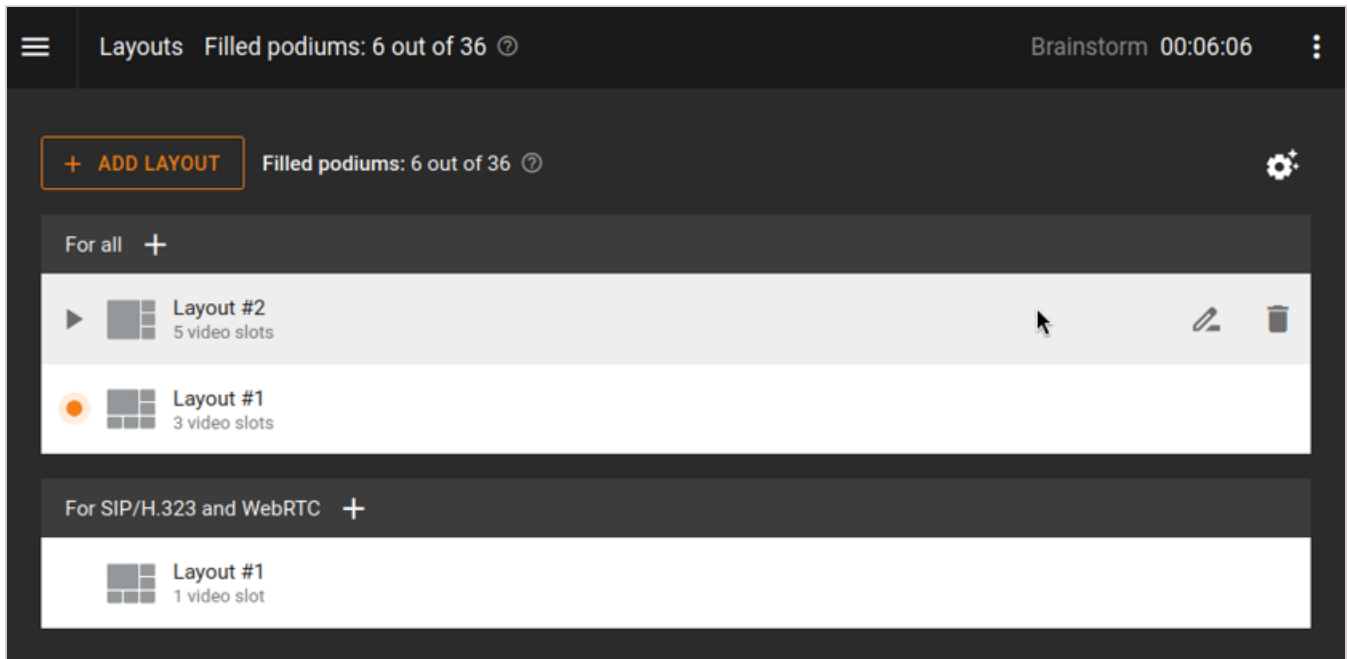 Layouts Filled podiums: 6 out of 36 Brainstorm 00:06:06
+ ADD LAYOUT Filled podiums: 6 out of 36
For all +
Layout #2
5 video slots
Layout #1
3 video slots
For SIP/H.323 and WebRTC +
Layout #1
1 video slot